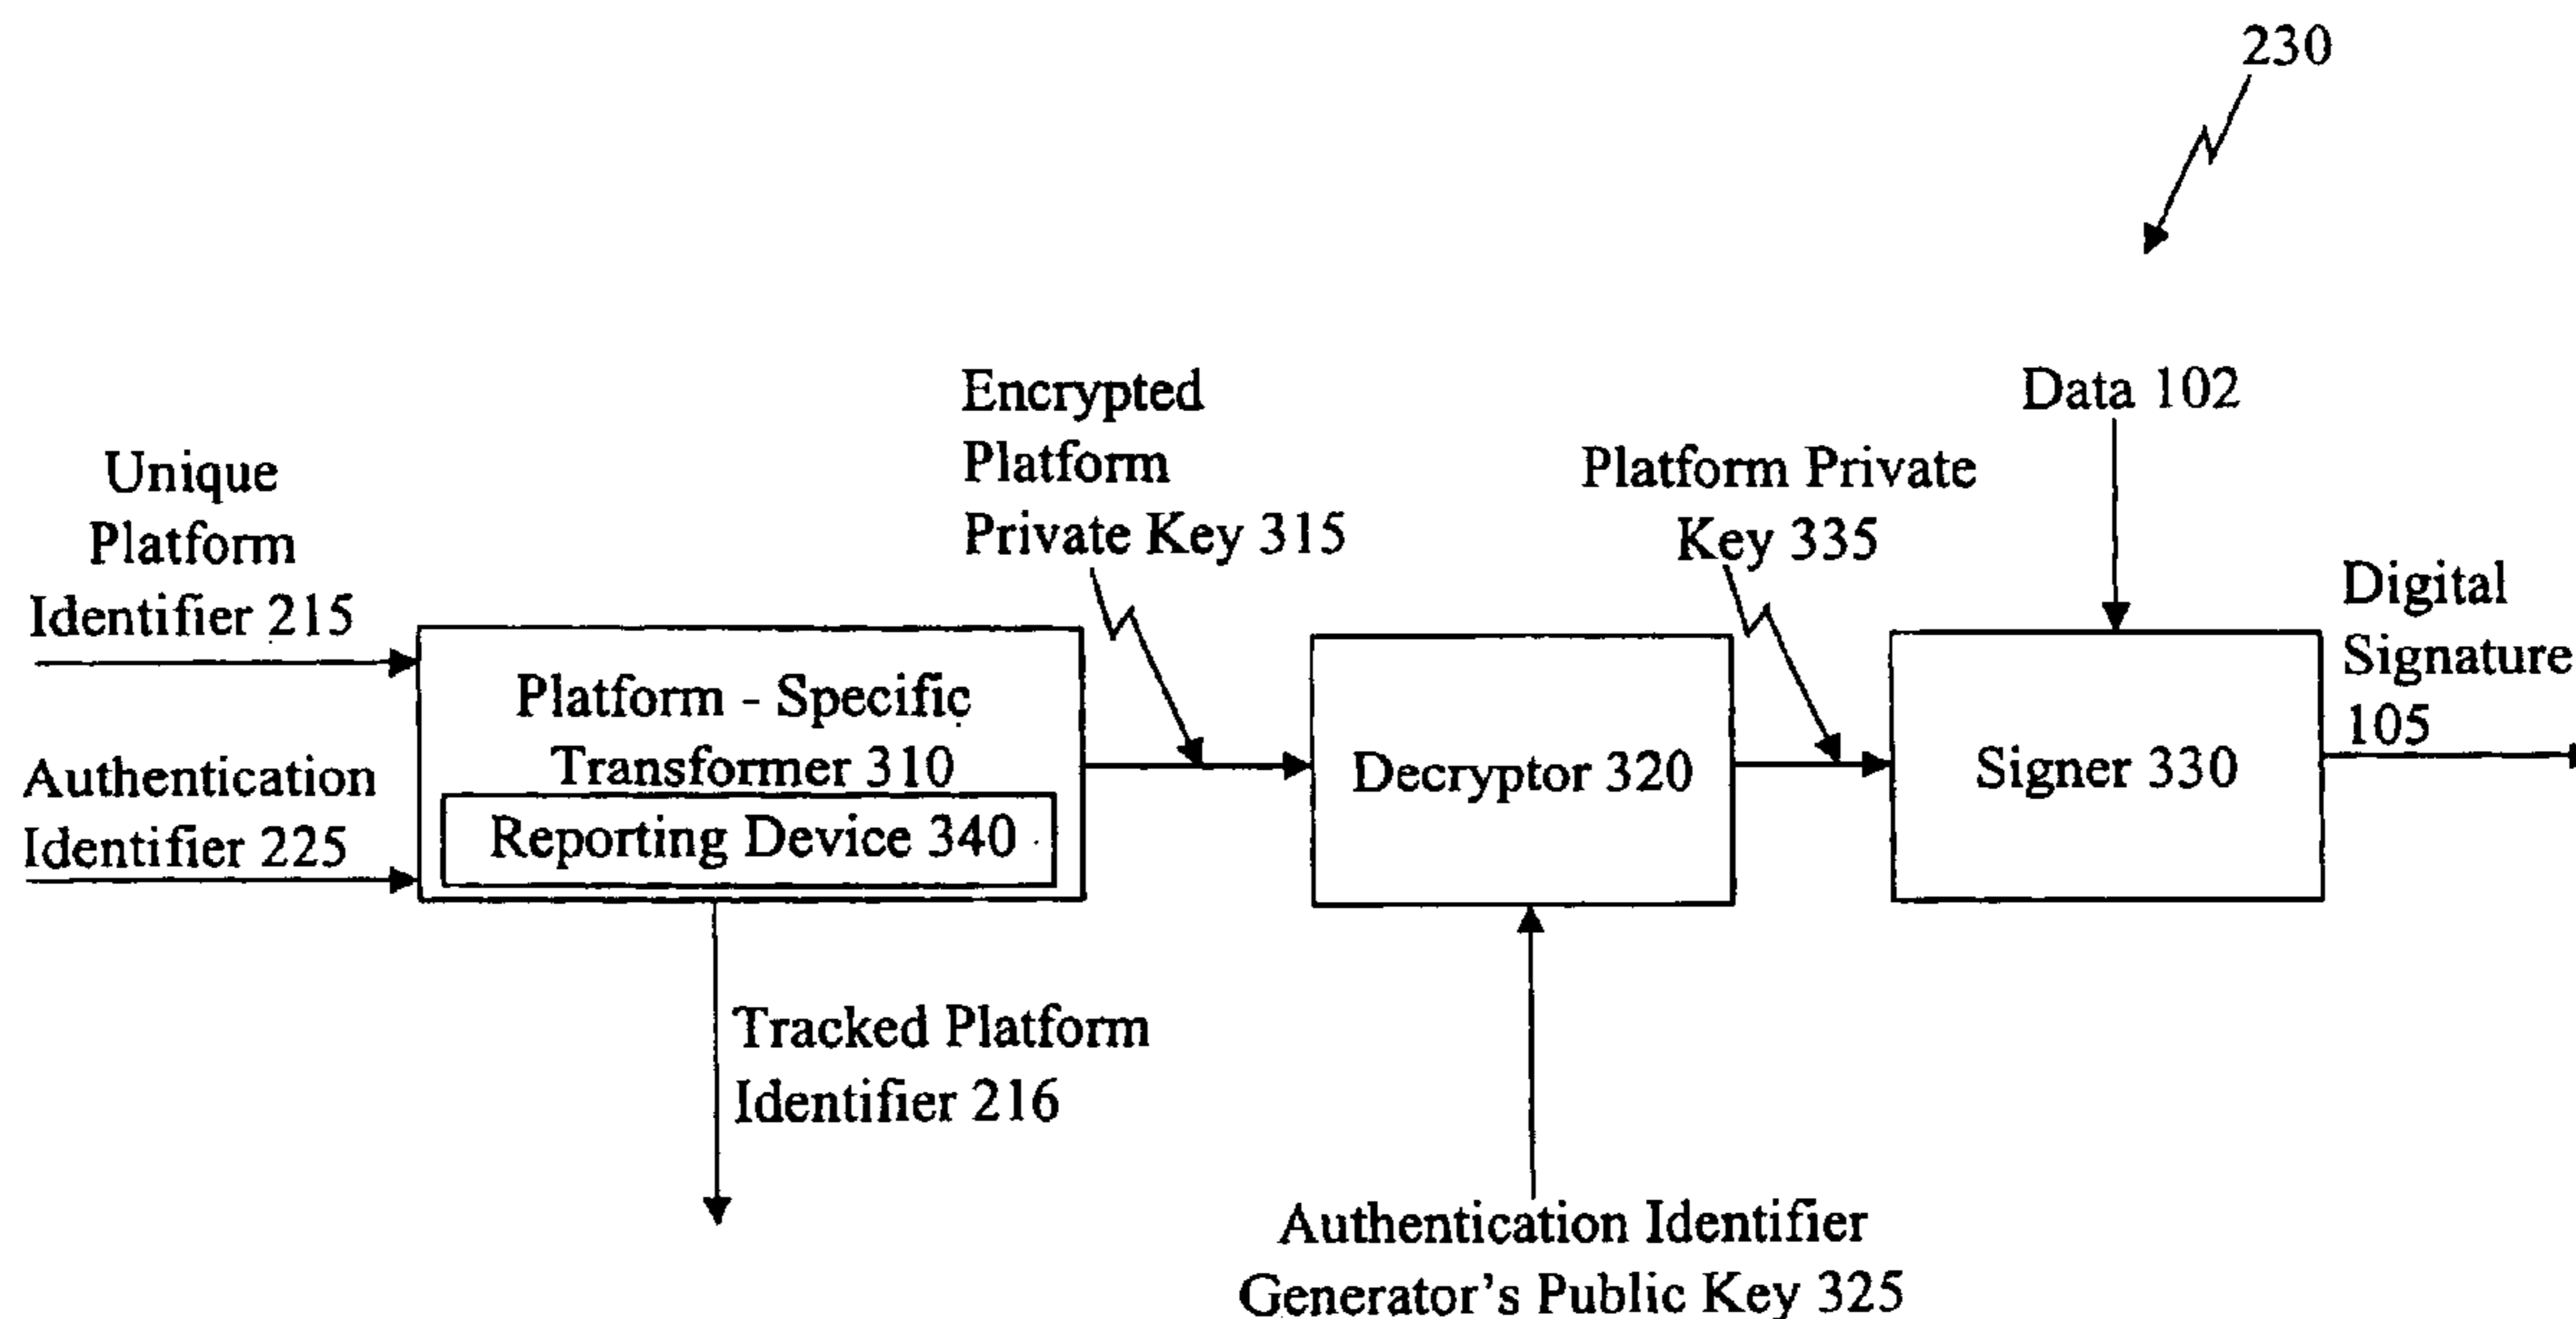 230
Data 102
Encrypted
Platform
Private Key 315
Unique
Platform
Identifier 215
Platform Private
Key 335
Digital
Signature
105
Platform - Specific
Transformer 310
Reporting Device 340
Authentication
Identifier 225
Decryptor 320
Signer 330
Tracked Platform
Identifier 216
Authentication Identifier
Generator's Public Key 325